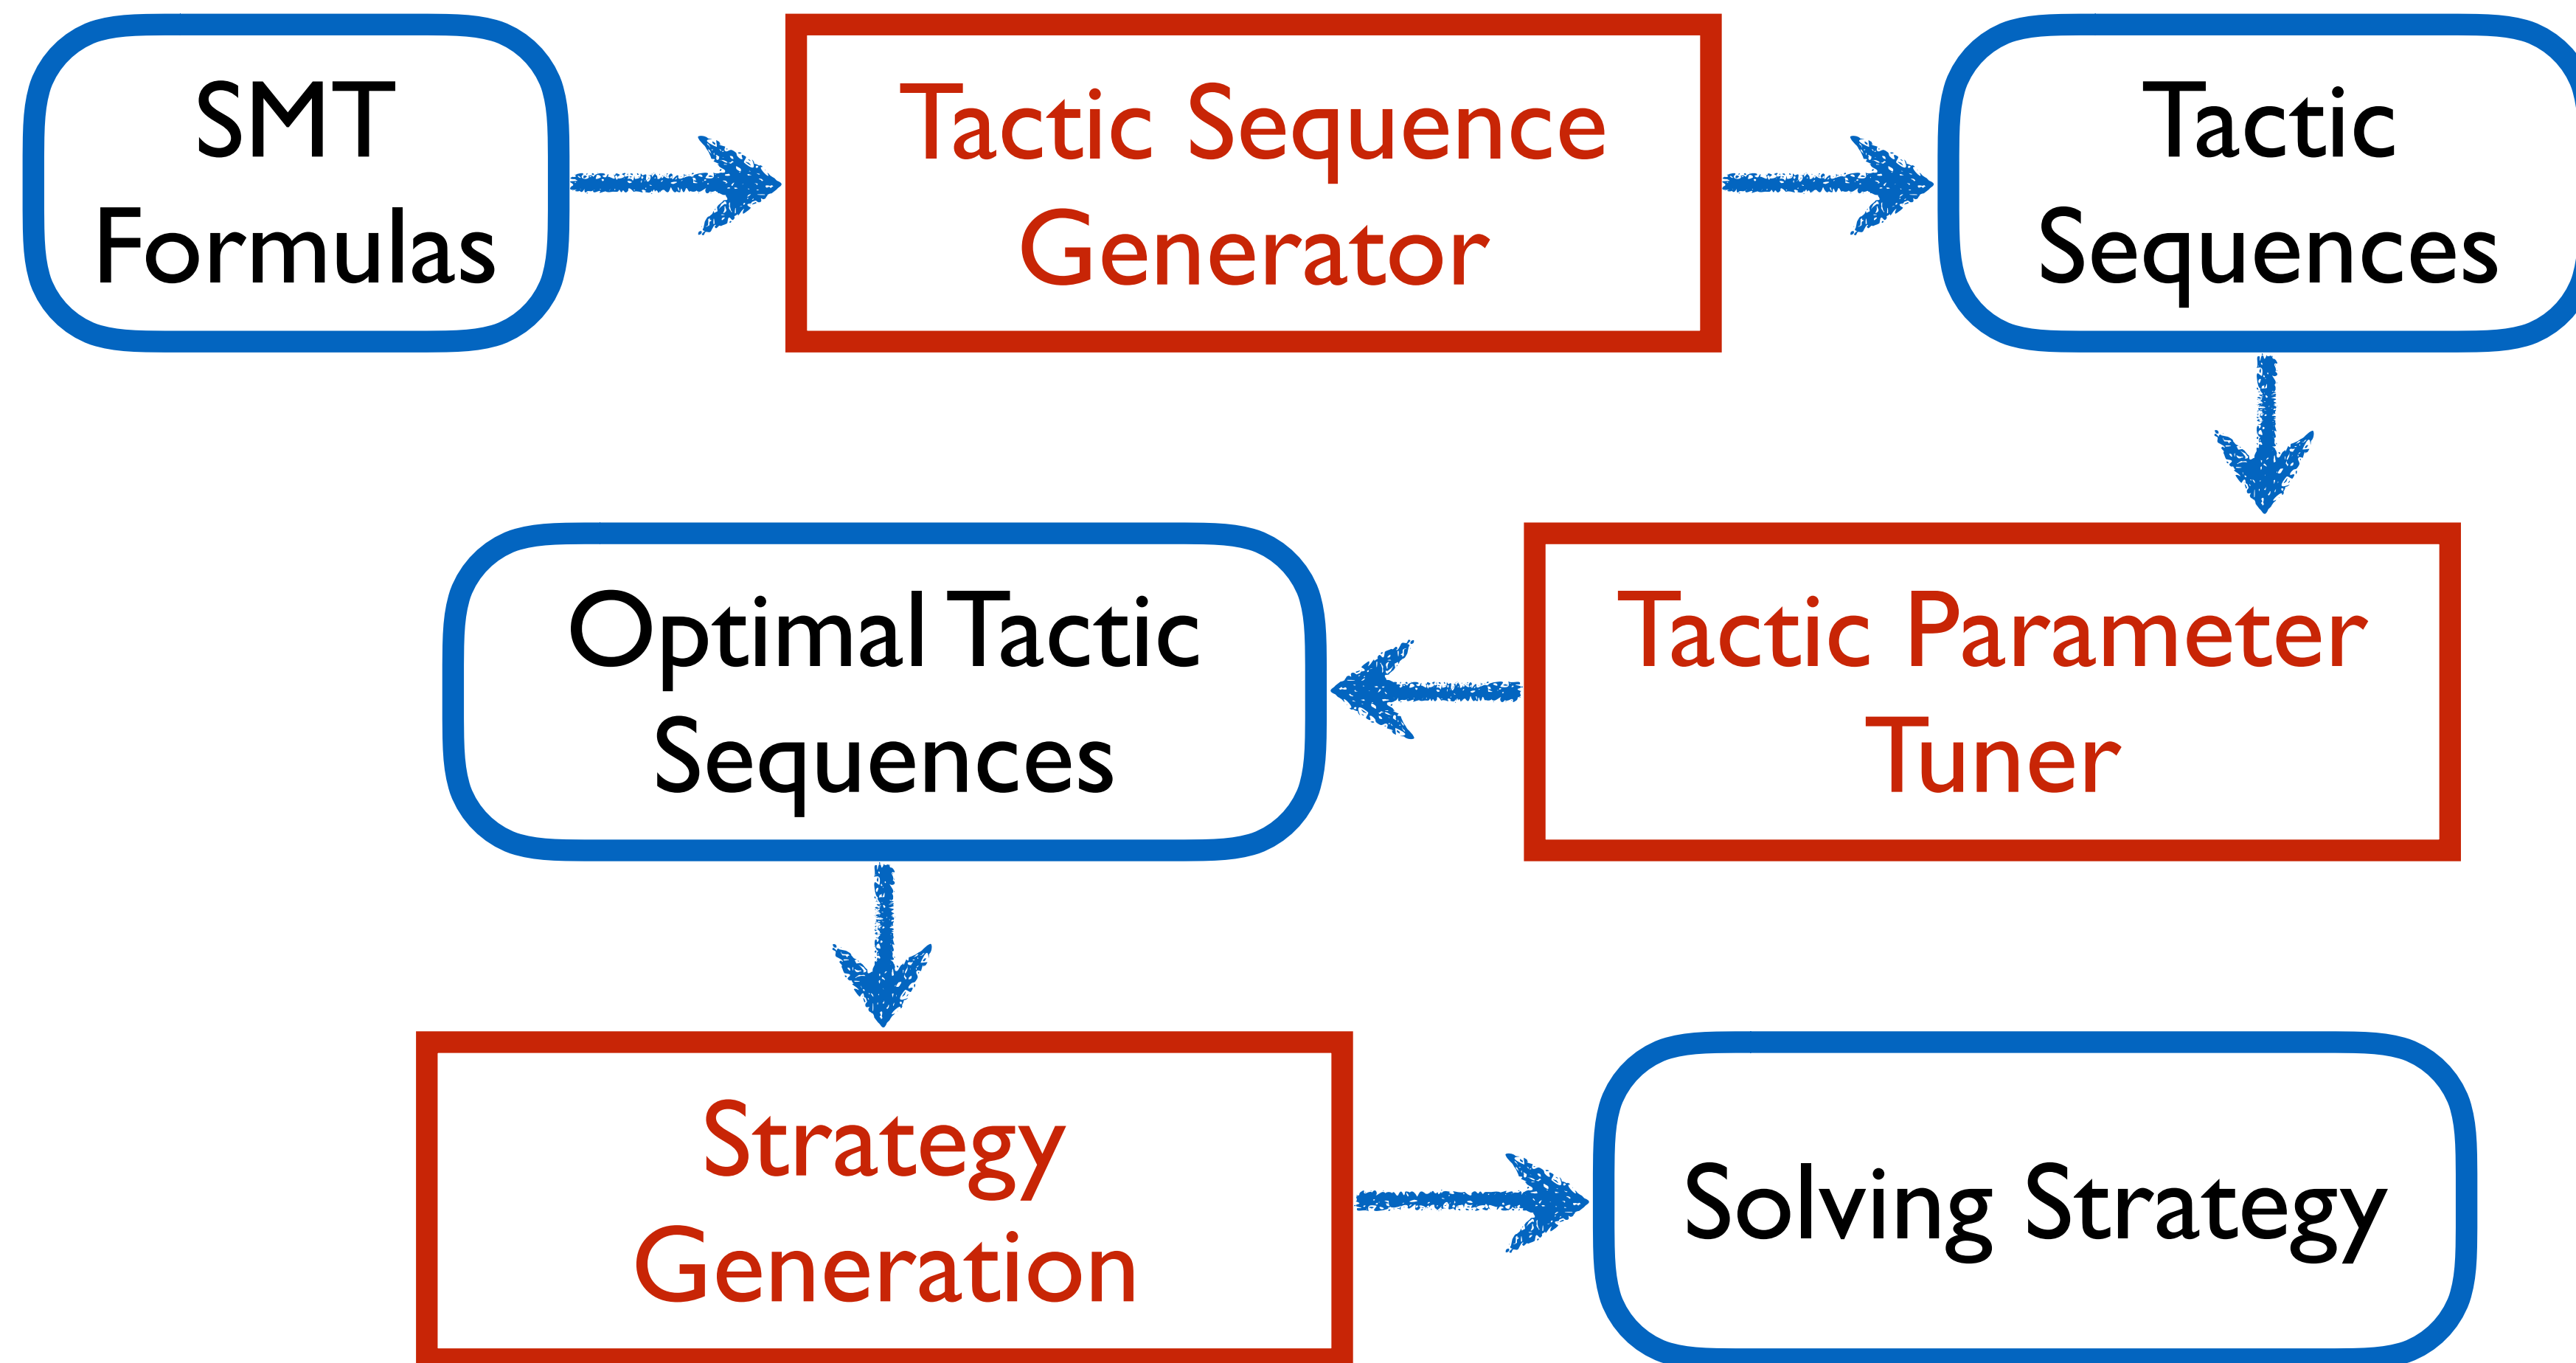 SMT
Formulas
Tactic Sequence
Generator
Tactic
Sequences
Optimal Tactic
Sequences
Tactic Parameter
Tuner
Strategy
Generation
Solving Strategy